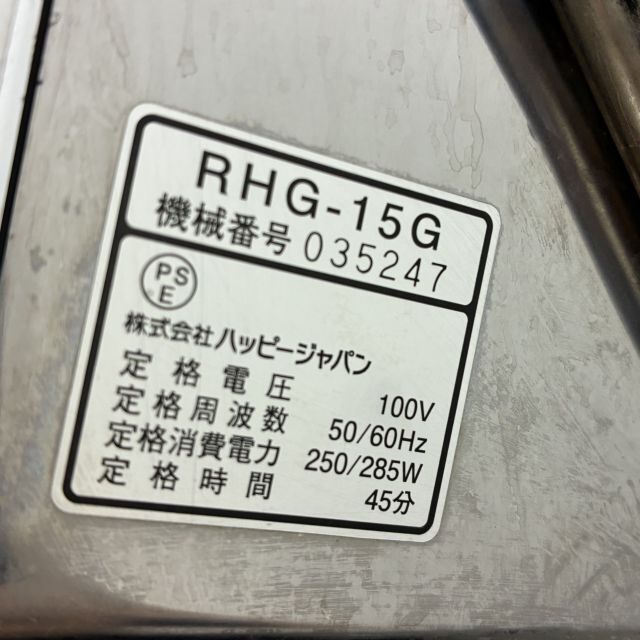 RHG-15G
機械番号 035247
PSE
株式会社ハッピージャパン
定格電圧 100V
定格周波数 50/60Hz
定格消費電力 250/285W
定格時間 45分